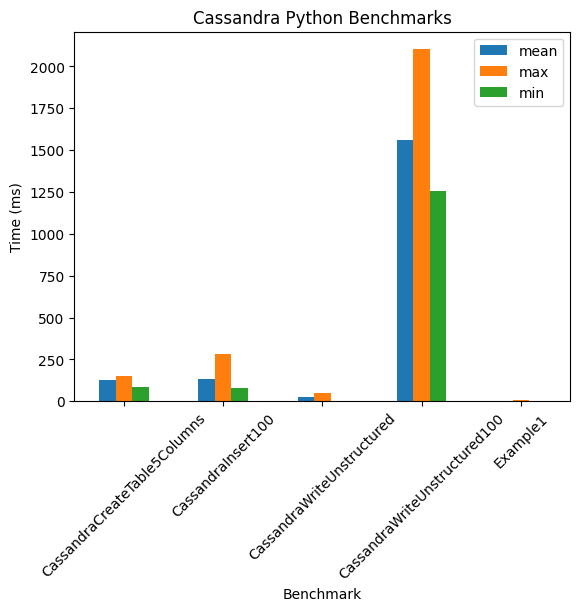 Cassandra Python Benchmarks
mean
max
min
Time (ms)
2000
1750
1500
1250
1000
750
500
250
0
CassandraCreateTable5Columns
CassandraInsert100
CassandraWriteUnstructured
CassandraWriteUnstructured100
Example1
Benchmark